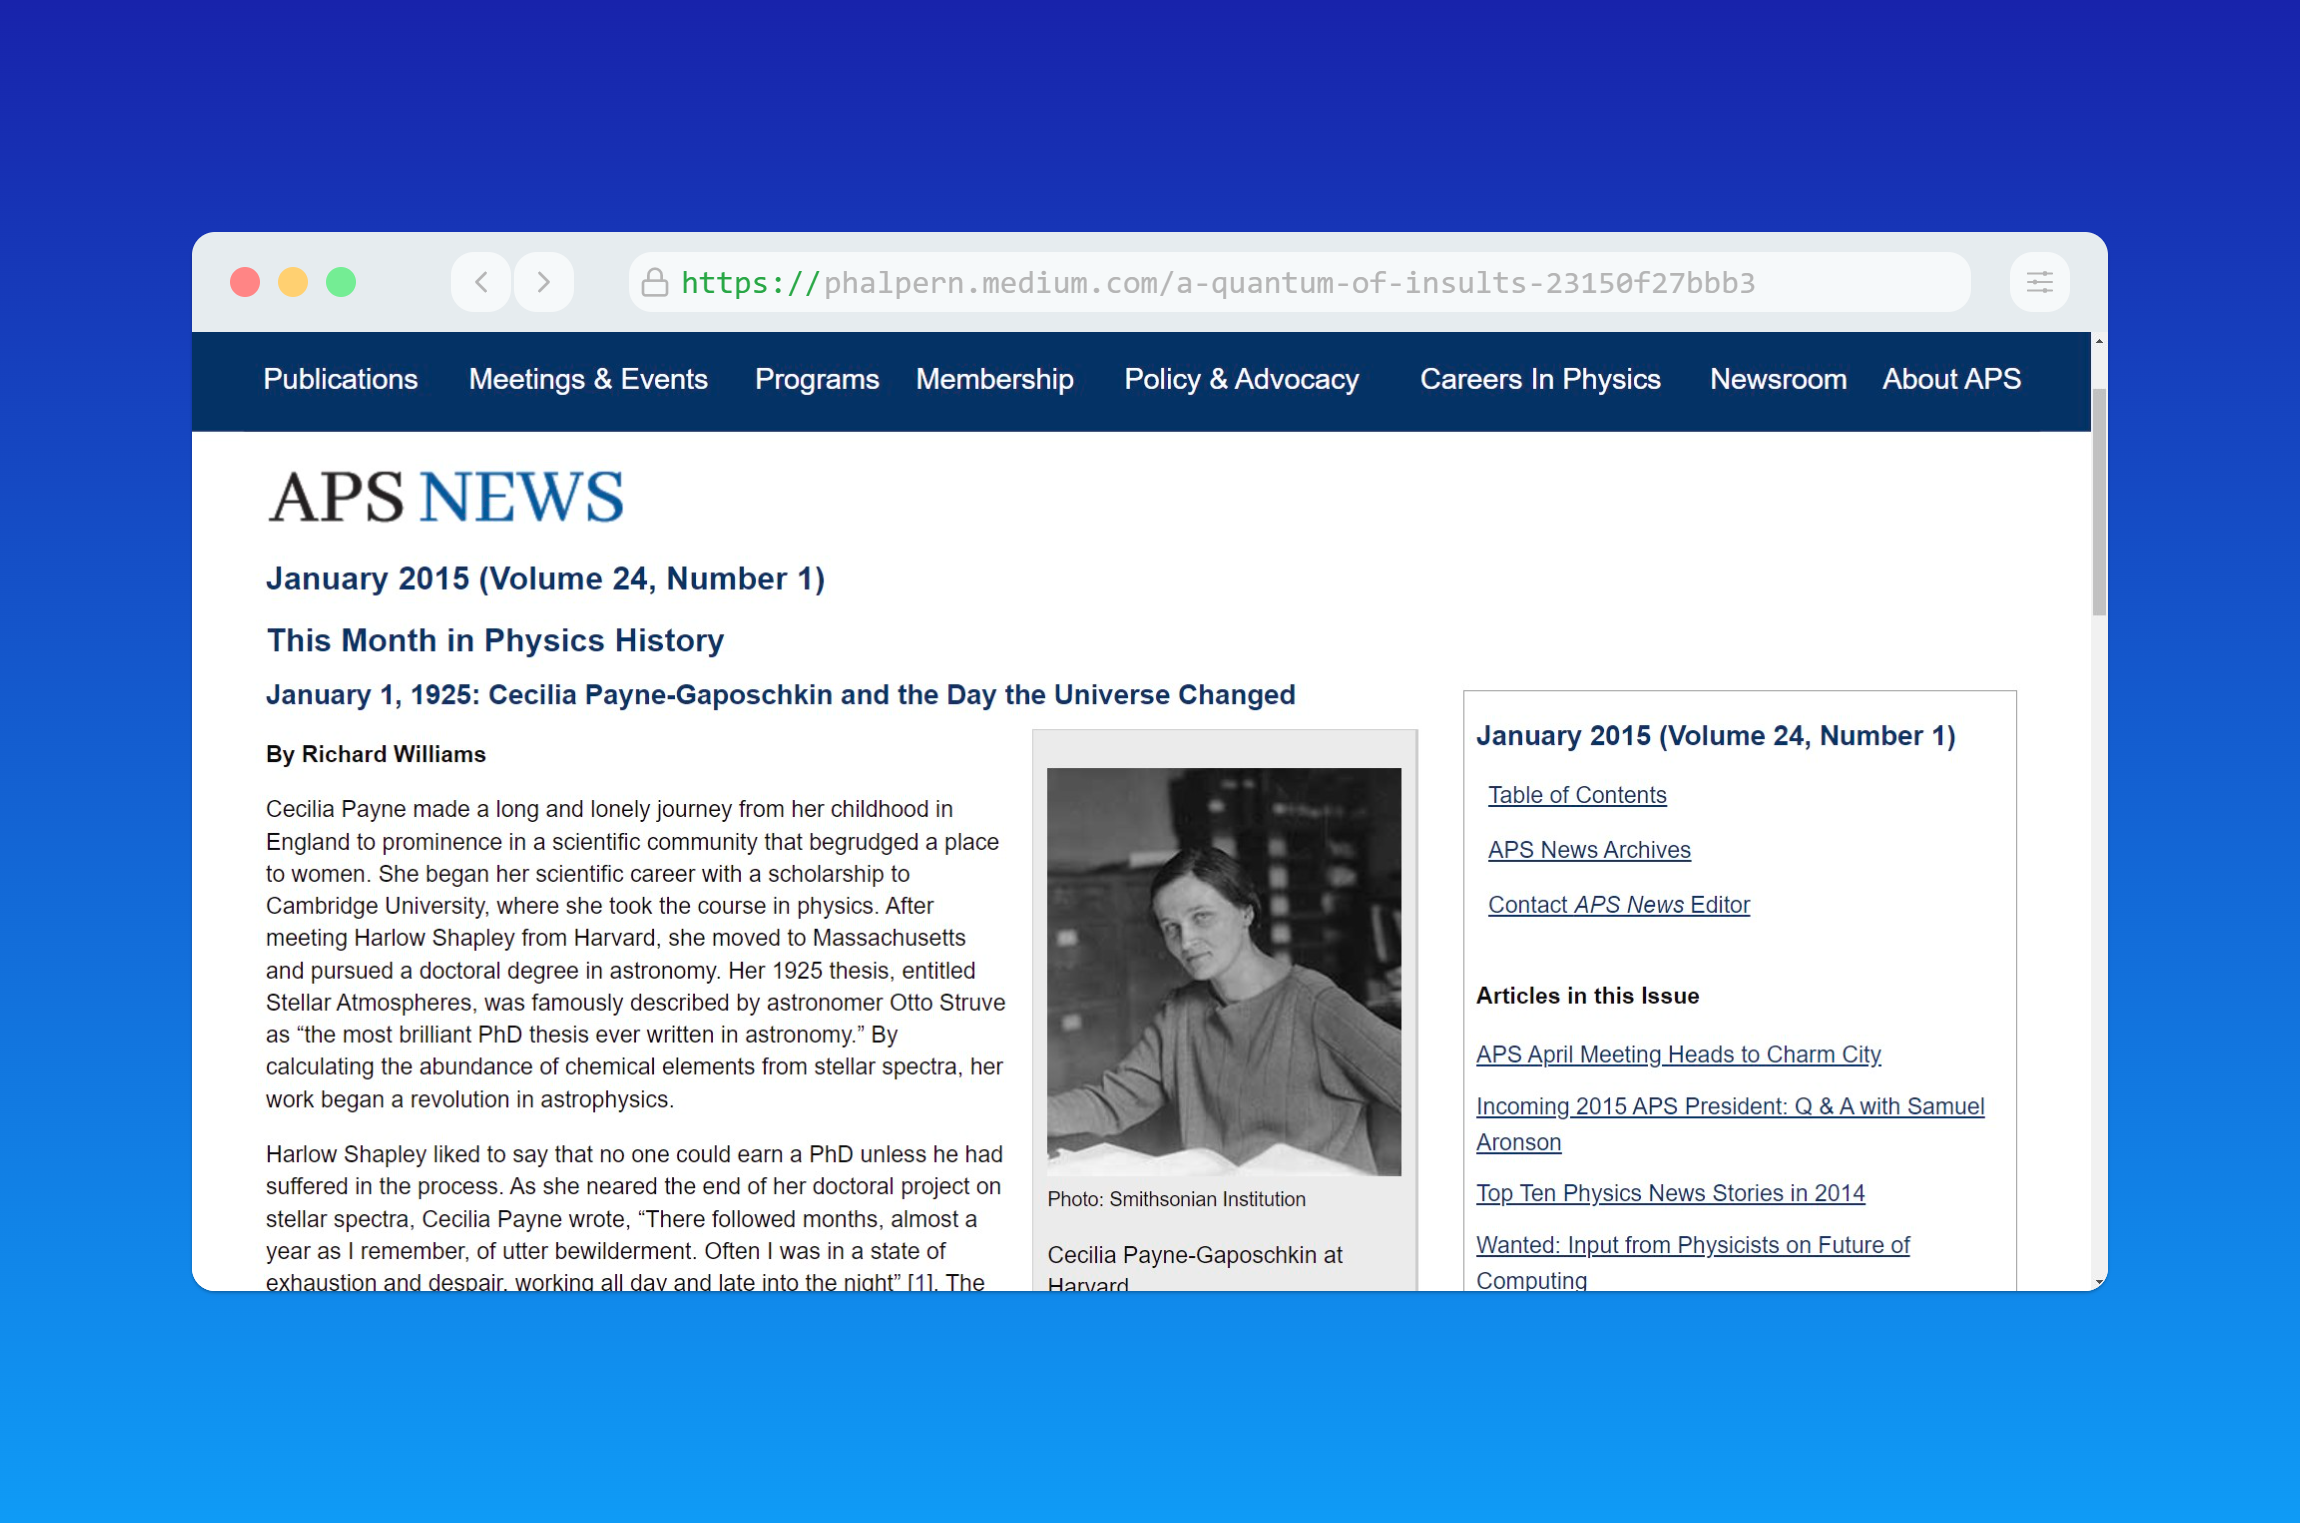 https://phalpern.medium.com/a-quantum-of-insults-23150f27bbb3
Publications Meetings & Events Programs Membership Policy & Advocacy Careers In Physics Newsroom About APS
APS NEWS
January 2015 (Volume 24, Number 1)
This Month in Physics History
January 1, 1925: Cecilia Payne-Gaposchkin and the Day the Universe Changed
By Richard Williams
Cecilia Payne made a long and lonely journey from her childhood in
England to prominence in a scientific community that begrudged a place
to women. She began her scientific career with a scholarship to
Cambridge University, where she took the course in physics. After
meeting Harlow Shapley from Harvard, she moved to Massachusetts
and pursued a doctoral degree in astronomy. Her 1925 thesis, entitled
Stellar Atmospheres, was famously described by astronomer Otto Struve
as “the most brilliant PhD thesis ever written in astronomy.” By
calculating the abundance of chemical elements from stellar spectra, her
work began a revolution in astrophysics.
Harlow Shapley liked to say that no one could earn a PhD unless he had
suffered in the process. As she neared the end of her doctoral project on
stellar spectra, Cecilia Payne wrote, “There followed months, almost a
year as I remember, of utter bewilderment. Often I was in a state of
exhaustion and despair, working all day and late into the night” [1]. The
Photo: Smithsonian Institution
Cecilia Payne-Gaposchkin at
Harvard
January 2015 (Volume 24, Number 1)
Table of Contents
APS News Archives
Contact APS News Editor
Articles in this Issue
APS April Meeting Heads to Charm City
Incoming 2015 APS President: Q & A with Samuel
Aronson
Top Ten Physics News Stories in 2014
Wanted: Input from Physicists on Future of
Computing